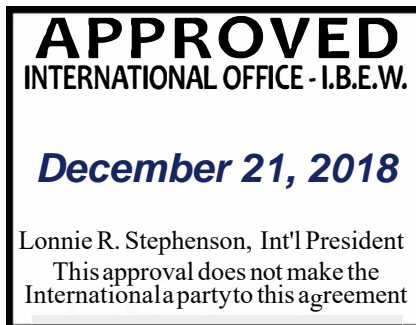 APPROVED
INTERNATIONAL OFFICE - I.B.E.W.
December 21, 2018
Lonnie R. Stephenson, Int'l President
This approval does not make the
International a party to this agreement